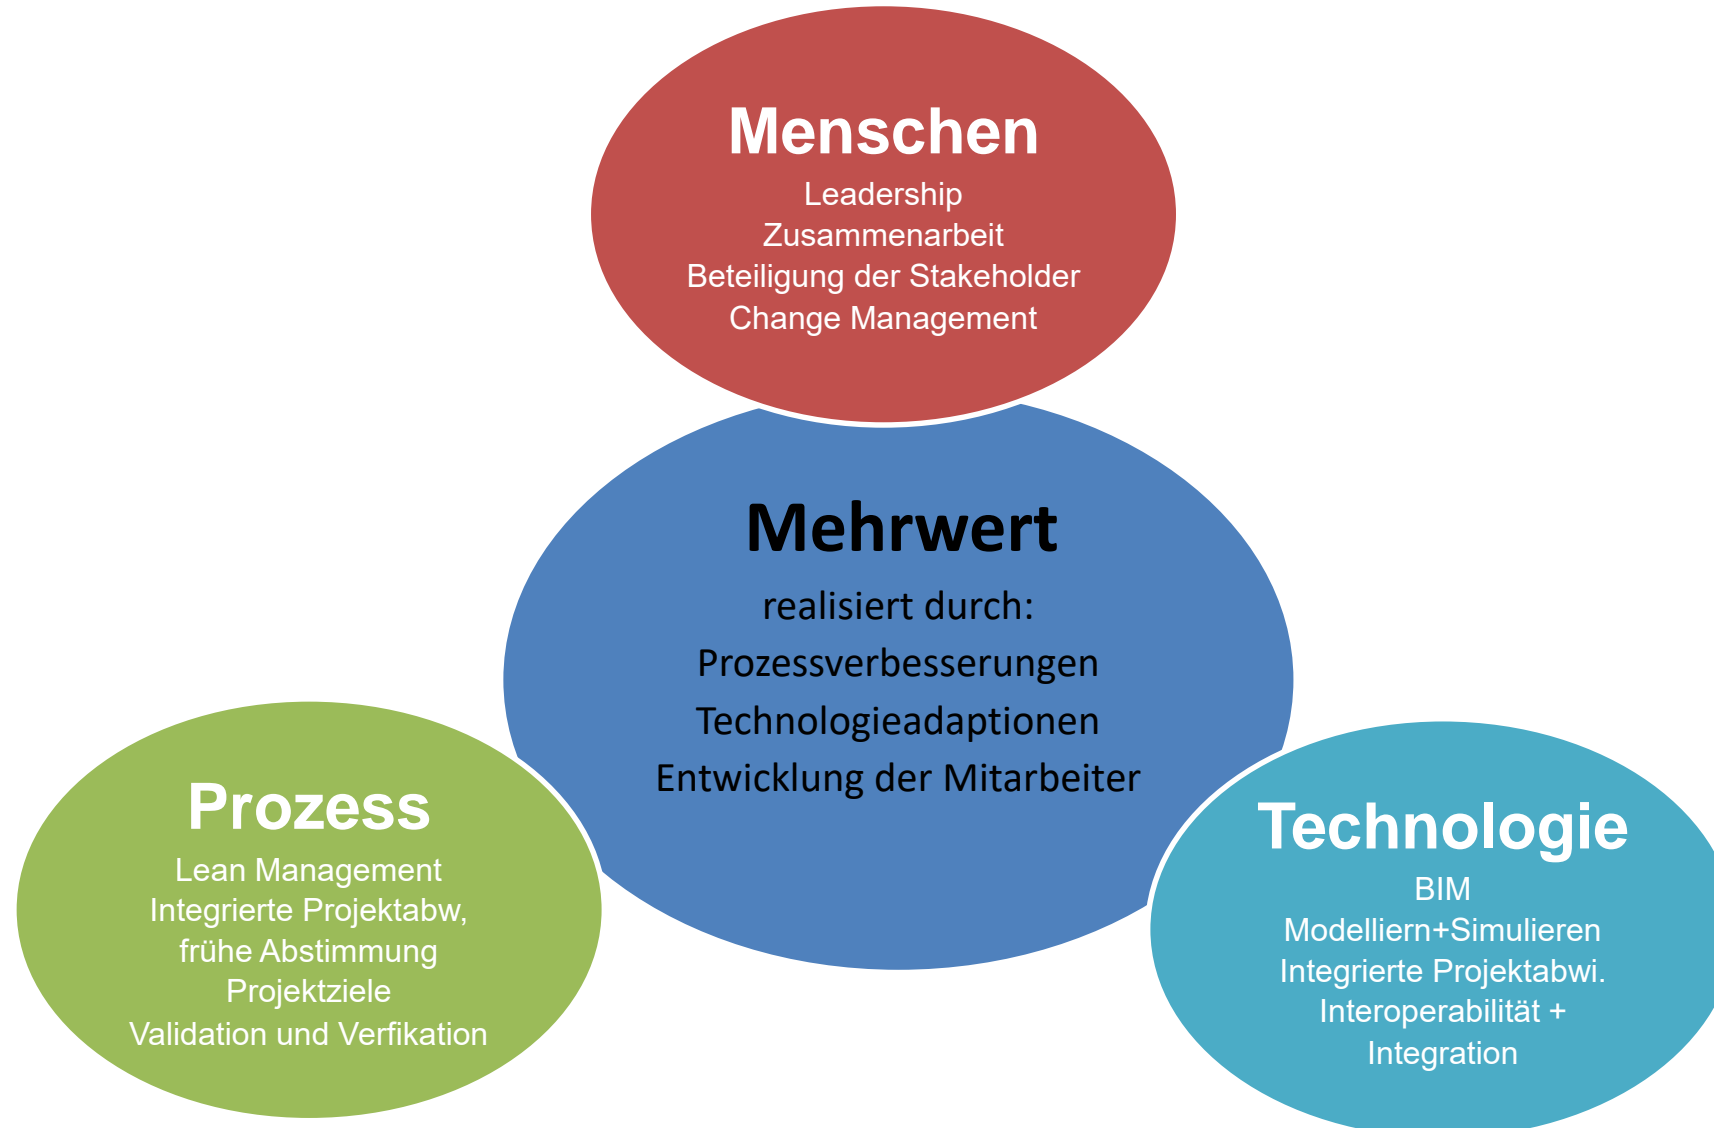 Menschen
Leadership
Zusammenarbeit
Beteiligung der Stakeholder
Change Management
Mehrwert
realisiert durch:
Prozessverbesserungen
Technologieadaptionen
Entwicklung der Mitarbeiter
Prozess
Lean Management
Integrierte Projektabw,
frühe Abstimmung
Projektziele
Validation und Verfikation
Technologie
BIM
Modelliern+Simulieren
Integrierte Projektabwi.
Interoperabilität +
Integration